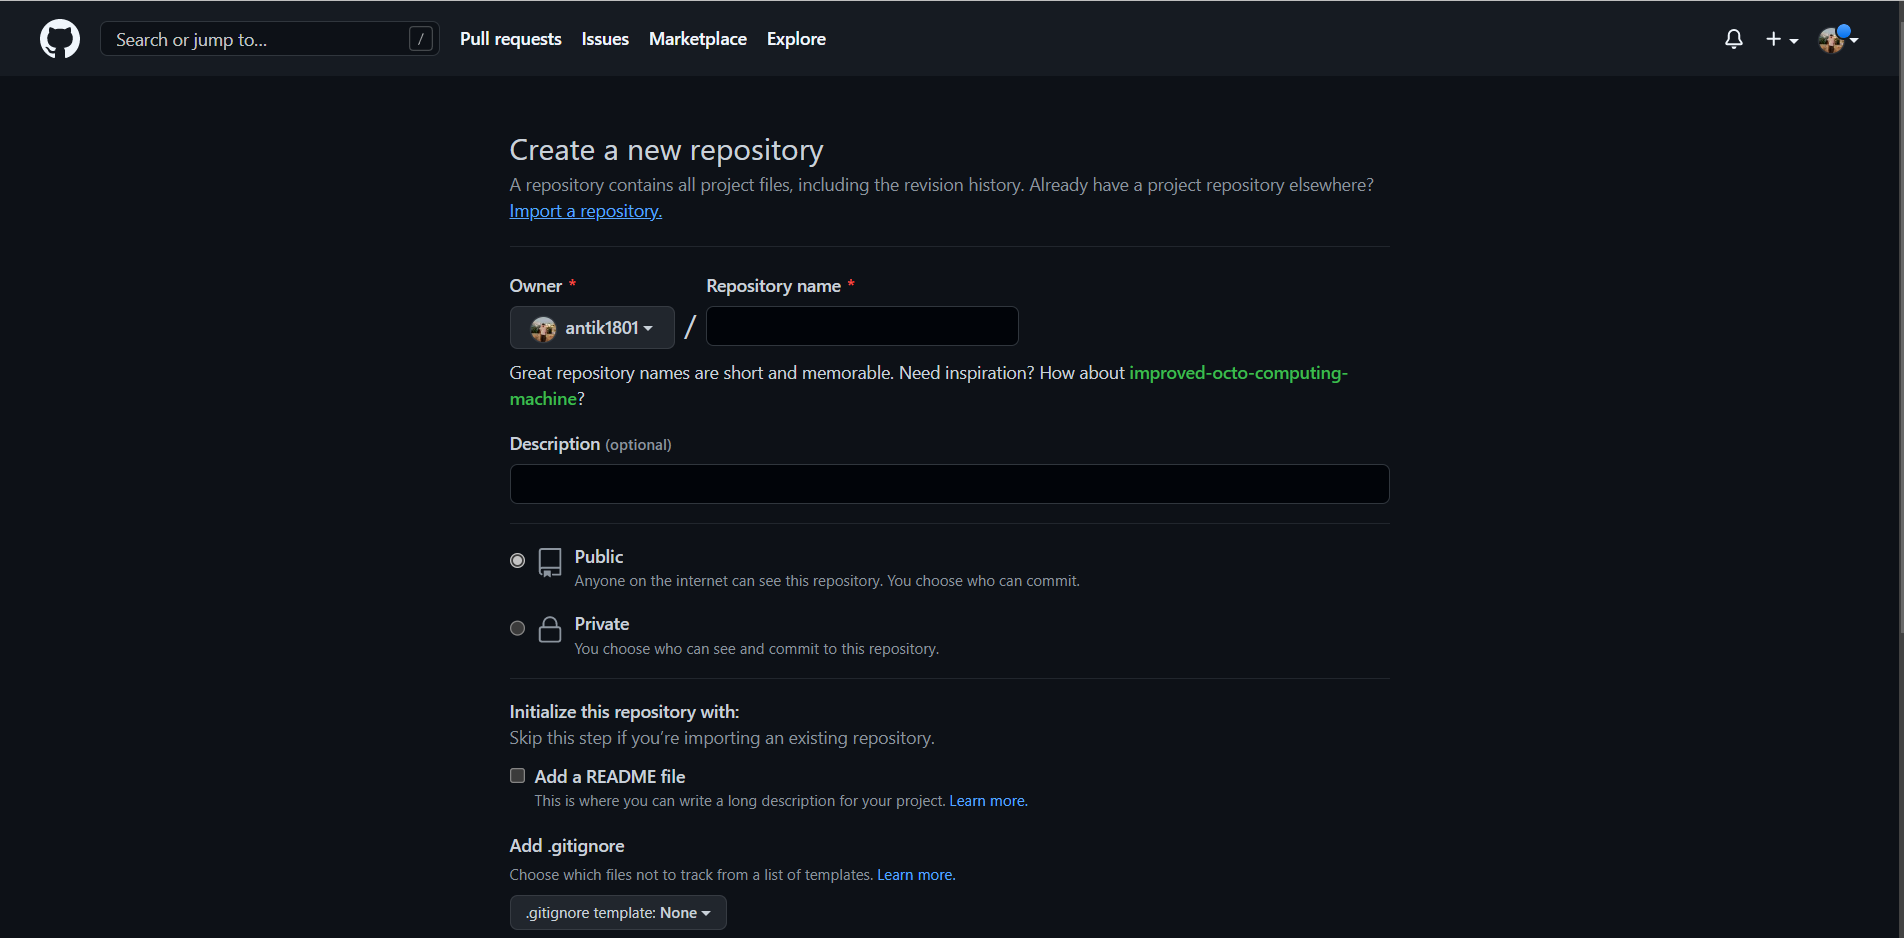 Search or jump to... /
Pull requests Issues Marketplace Explore
Create a new repository
A repository contains all project files, including the revision history. Already have a project repository elsewhere?
Import a repository.
Owner * Repository name *
antik1801 /
Great repository names are short and memorable. Need inspiration? How about improved-octo-computing-
machine?
Description (optional)
Public
Anyone on the internet can see this repository. You choose who can commit.
Private
You choose who can see and commit to this repository.
Initialize this repository with:
Skip this step if you’re importing an existing repository.
Add a README file
This is where you can write a long description for your project. Learn more.
Add .gitignore
Choose which files not to track from a list of templates. Learn more.
.gitignore template: None